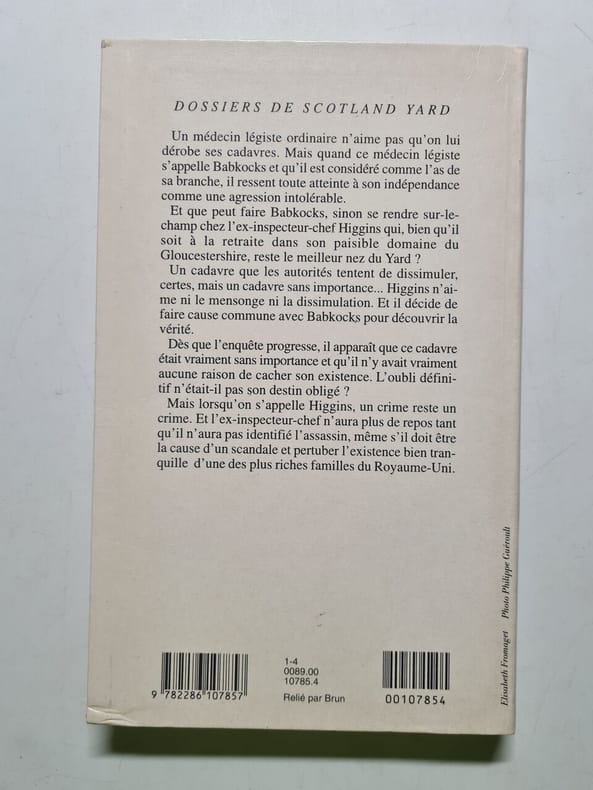 DOSSIERS DE SCOTLAND YARD
Un médecin légiste ordinaire n'aime pas qu'on lui
dérobe ses cadavres. Mais quand ce médecin légiste
s'appelle Babkocks et qu'il est considéré comme l'as de
sa branche, il ressent toute atteinte à son indépendance
comme une agression intolérable.
Et que peut faire Babkocks, sinon se rendre sur-le-
champ chez l'ex-inspecteur-chef Higgins qui, bien qu'il
soit à la retraite dans son paisible domaine du
Gloucestershire, reste le meilleur nez du Yard ?
Un cadavre que les autorités tentent de dissimuler,
certes, mais un cadavre sans importance... Higgins n'ai-
me ni le mensonge ni la dissimulation. Et il décide de
faire cause commune avec Babkocks pour découvrir la
vérité.
Dès que l'enquête progresse, il apparaît que ce cadavre
était vraiment sans importance et qu'il n'y avait vraiment
aucune raison de cacher son existence. L'oubli défini-
tif n'était-il pas son destin obligé ?
Mais lorsqu'on s'appelle Higgins, un crime reste un
crime. Et l'ex-inspecteur-chef n'aura plus de repos tant
qu'il n'aura pas identifié l'assassin, même s'il doit être
la cause d'un scandale et pertuber l'existence bien tran-
quille d'une des plus riches familles du Royaume-Uni.
Elisabeth Fromaget Photo Philippe Guéroult
9 782286 107857
1-4
0089.00
10785.4
Relié par Brun
00107854